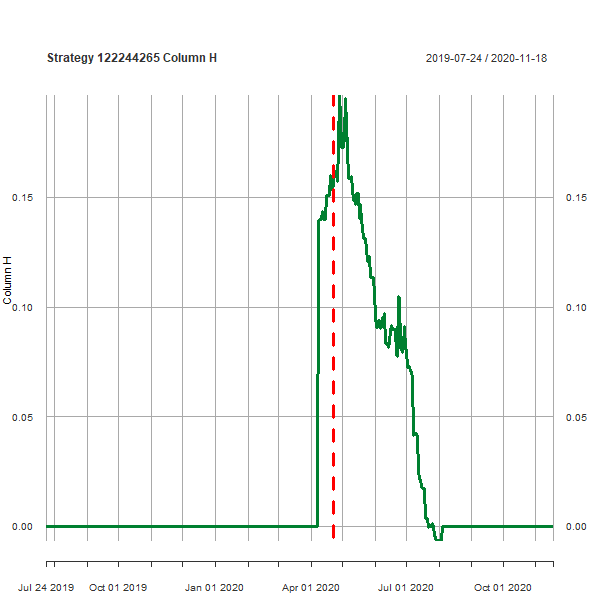 Strategy 122244265 Column H
2019-07-24 / 2020-11-18
0.15
0.15
Column H
0.10
0.10
0.05
0.05
0.00
0.00
Jul 24 2019
Oct 01 2019
Jan 01 2020
Apr 01 2020
Jul 01 2020
Oct 01 2020